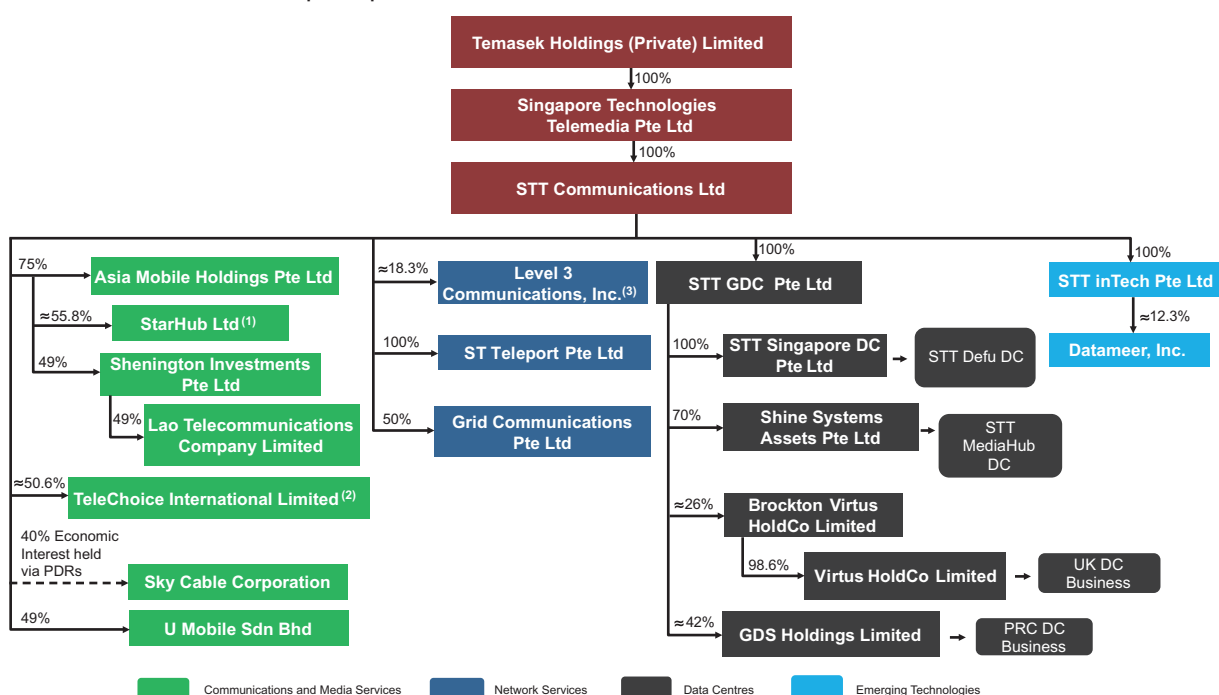 Temasek Holdings (Private) Limited
100%
Singapore Technologies
Telemedia Pte Ltd
100%
STT Communications Ltd
75%
Asia Mobile Holdings Pte Ltd
≈55.8%
StarHub Ltd (1)
49%
Shenington Investments
Pte Ltd
49%
Lao Telecommunications
Company Limited
≈50.6%
TeleChoice International Limited (2)
40% Economic
Interest held
via PDRs
Sky Cable Corporation
49%
U Mobile Sdn Bhd
≈18.3%
Level 3
Communications, Inc.(3)
100%
ST Teleport Pte Ltd
50%
Grid Communications
Pte Ltd
100%
STT GDC Pte Ltd
100%
STT Singapore DC
Pte Ltd
STT Defu DC
70%
Shine Systems
Assets Pte Ltd
STT
MediaHub
DC
≈26%
Brockton Virtus
HoldCo Limited
98.6%
Virtus HoldCo Limited
UK DC
Business
≈42%
GDS Holdings Limited
PRC DC
Business
100%
STT inTech Pte Ltd
≈12.3%
Datameer, Inc.
Communications and Media Services
Network Services
Data Centres
Emerging Technologies